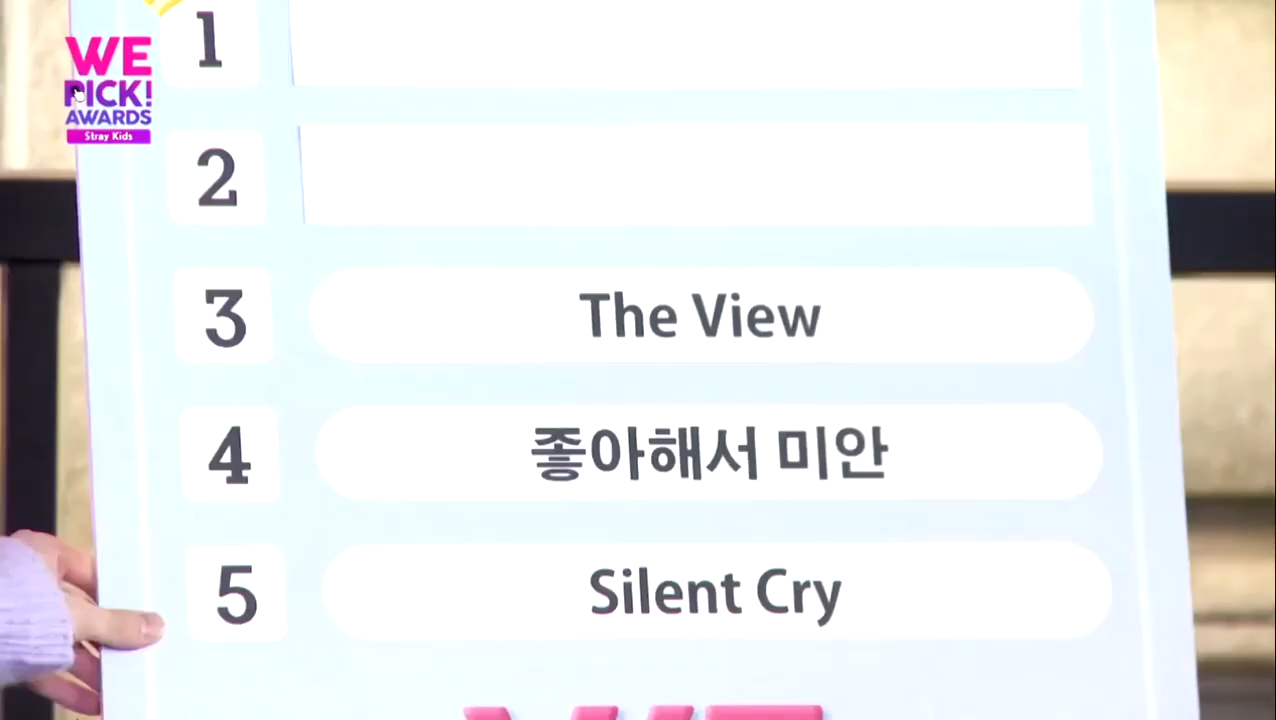 WE
PICK!
AWARDS
Stray Kids
1
2
3 The View
4 좋아해서 미안
5 Silent Cry
WE